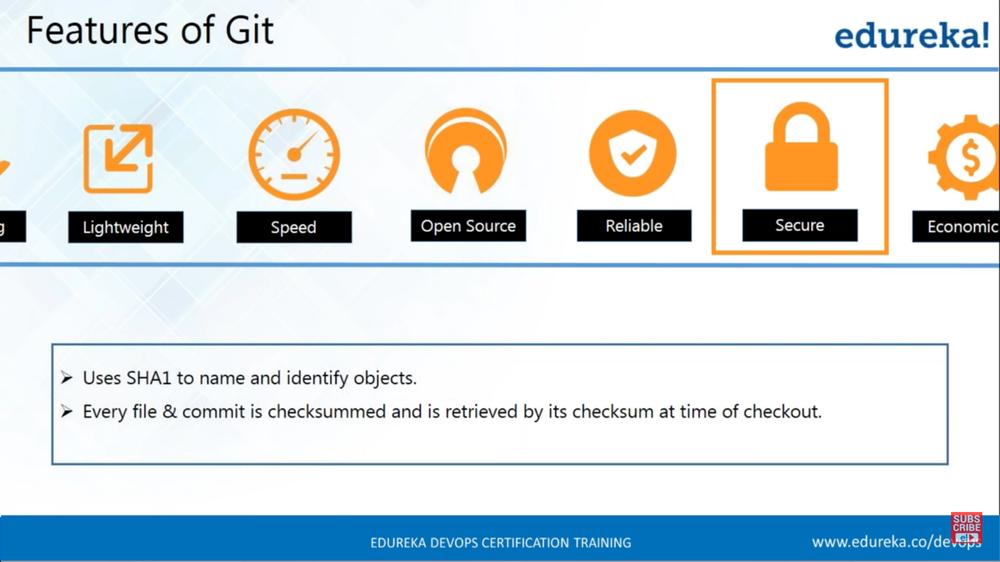 Features of Git
edureka!
g
Lightweight
Speed
Open Source
Reliable
Secure
Economic
$
➢ Uses SHA1 to name and identify objects.
➢ Every file & commit is checksummed and is retrieved by its checksum at time of checkout.
SUBS
CRIBE
e!
EDUREKA DEVOPS CERTIFICATION TRAINING
www.edureka.co/devops